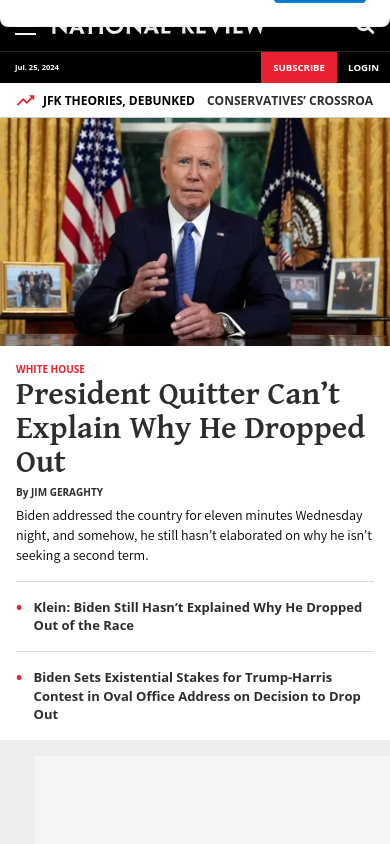 NATIONAL REVIEW
Jul. 25, 2024
SUBSCRIBE
LOGIN
JFK THEORIES, DEBUNKED CONSERVATIVES’ CROSSROA
WHITE HOUSE
President Quitter Can’t
Explain Why He Dropped
Out
By JIM GERAGHTY
Biden addressed the country for eleven minutes Wednesday
night, and somehow, he still hasn’t elaborated on why he isn’t
seeking a second term.
Klein: Biden Still Hasn’t Explained Why He Dropped
Out of the Race
Biden Sets Existential Stakes for Trump-Harris
Contest in Oval Office Address on Decision to Drop
Out